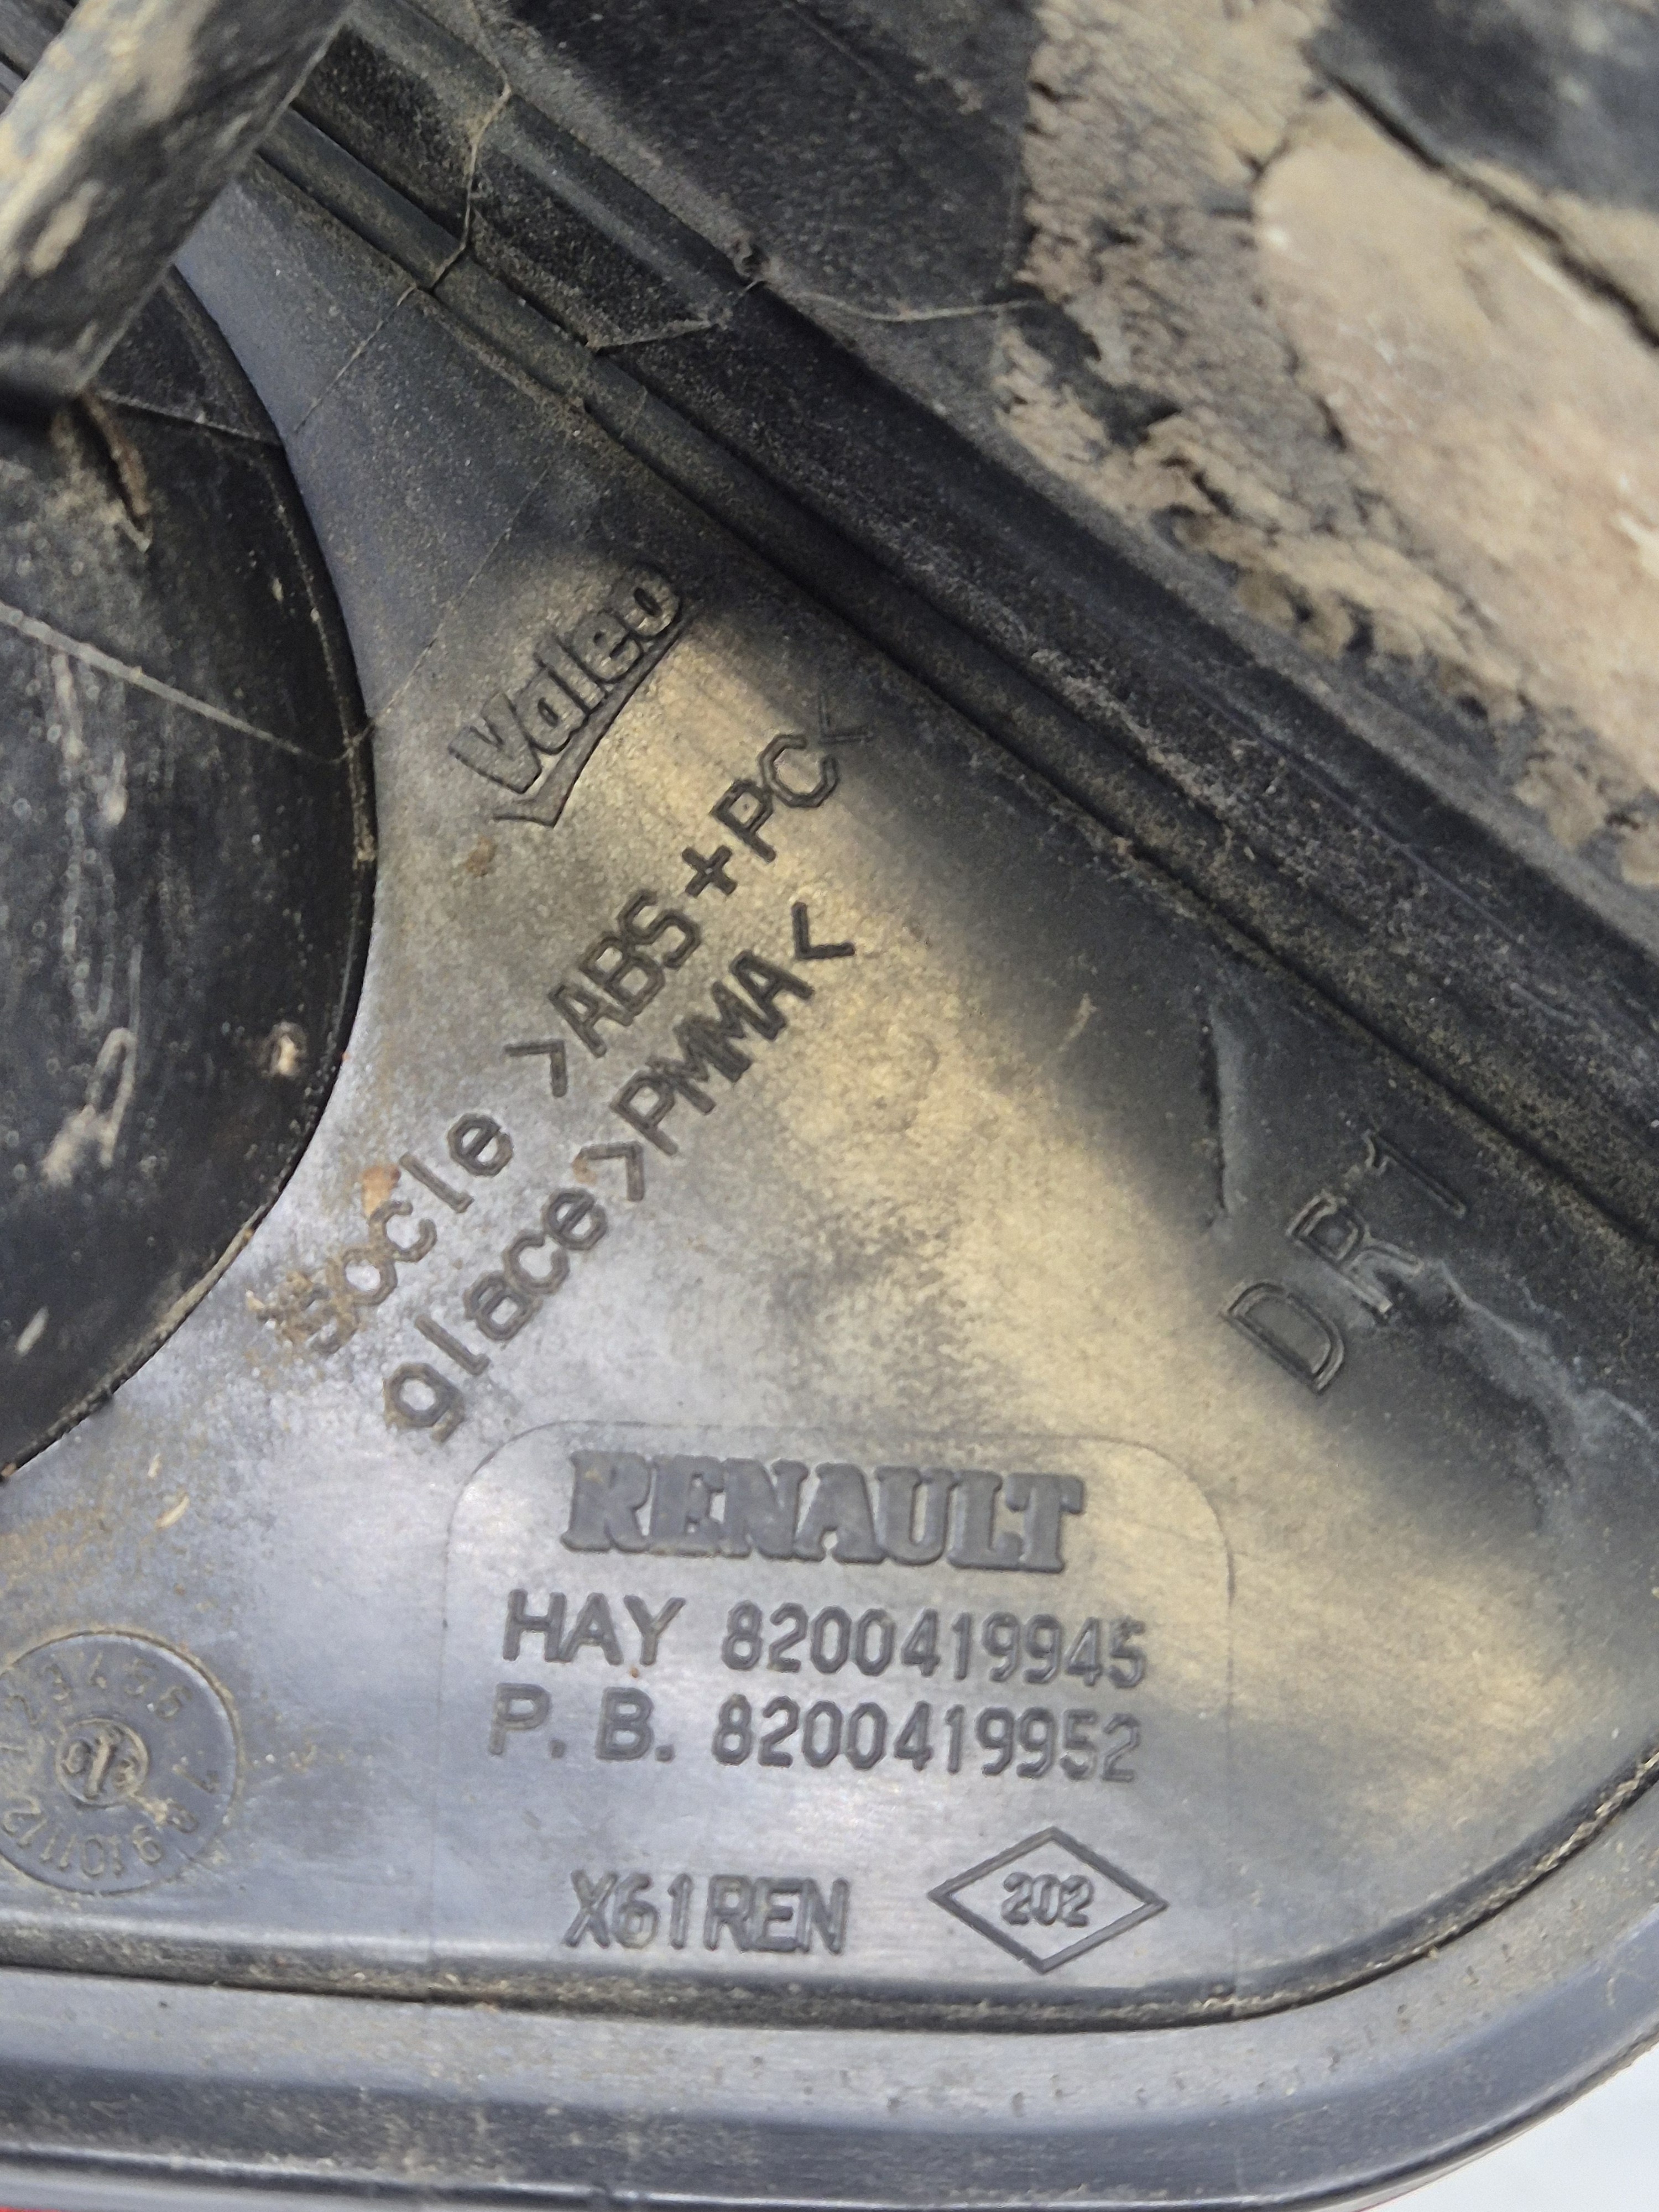 Valeo
socle >ABS+PC<
glace>PMMA<
DRT
RENAULT
HAY 8200419945
P.B. 8200419952
X61REN 202